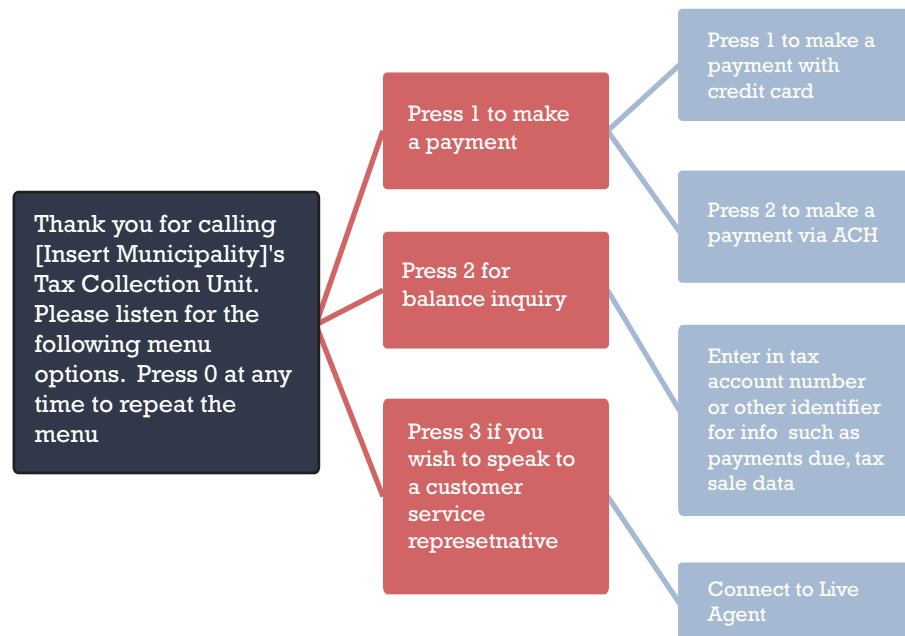 Thank you for calling
[Insert Municipality]'s
Tax Collection Unit.
Please listen for the
following menu
options.  Press 0 at any
time to repeat the
menu
Press 1 to make
a payment
Press 2 for
balance inquiry
Press 3 if you
wish to speak to
a customer
service
represetnative
Press 1 to make a
payment with
credit card
Press 2 to make a
payment via ACH
Enter in tax
account number
or other identifier
for info  such as
payments due, tax
sale data
Connect to Live
Agent